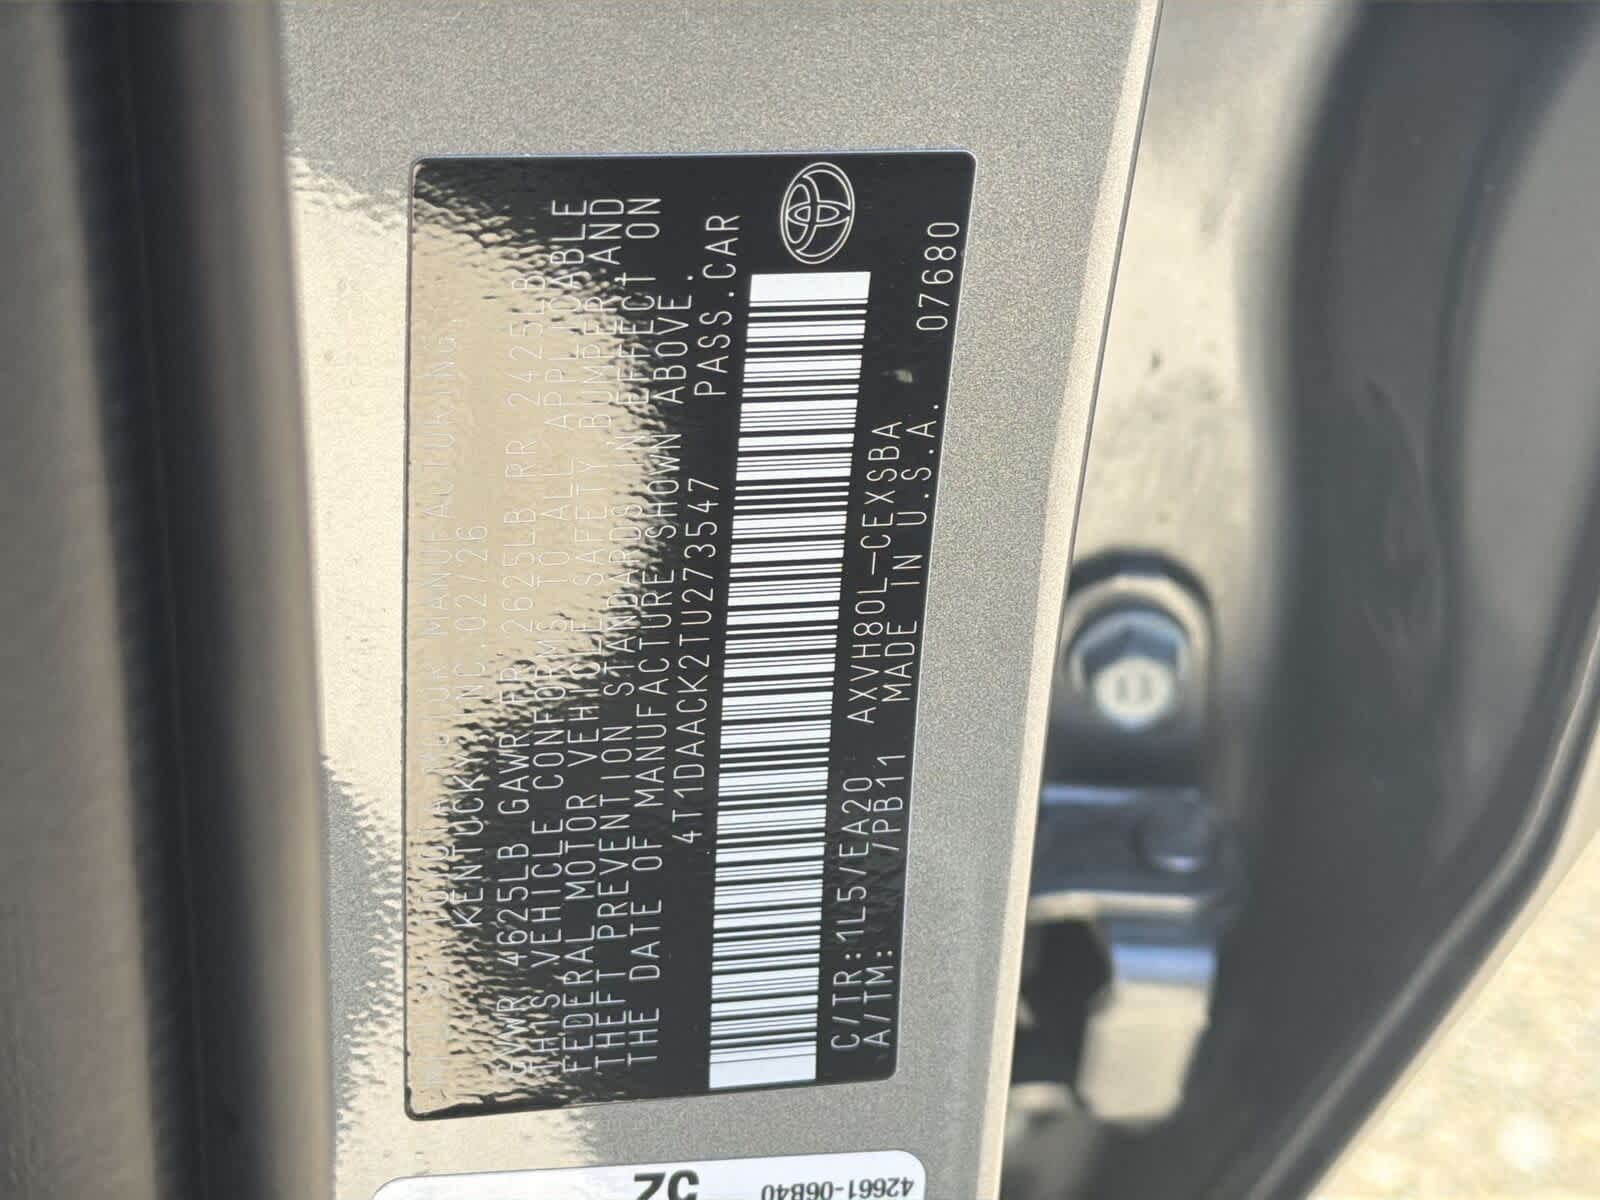 TOYOTA MOTOR MANUFACTURING,
KENTUCKY, INC. 02/26
GVWR 4625LB GAWR FR 2625LB RR 2425LB
THIS VEHICLE CONFORMS TO ALL APPLICABLE
FEDERAL MOTOR VEHICLE SAFETY BUMPER, AND
THEFT PREVENTION STANDARDS IN EFFECT ON
THE DATE OF MANUFACTURE SHOWN ABOVE.
4T1DAACK2TU273547 PASS.CAR
C/TR:1L5/EA20 AXVH80L-CEXSBA
A/TM: /PB11 MADE IN U.S.A. 07680
42661-06B40